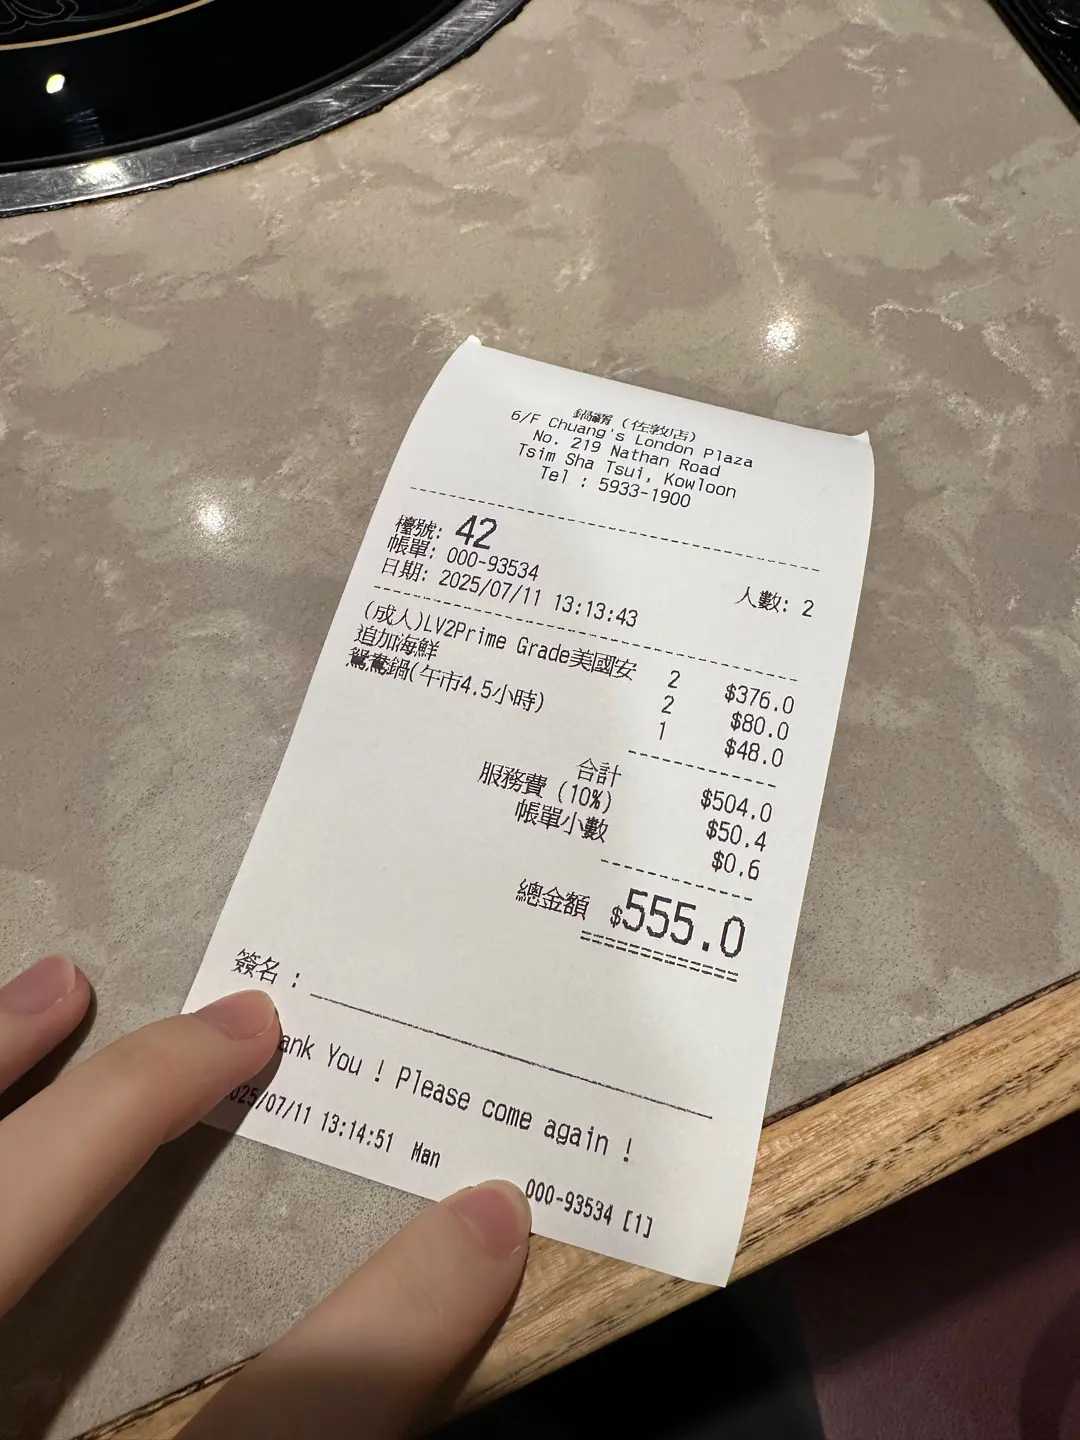 鍋霸 (佐敦店)
6/F Chuang's London Plaza
No. 219 Nathan Road
Tsim Sha Tsui, Kowloon
Tel : 5933-1900
檯號: 42
帳單: 000-93534 人數: 2
日期: 2025/07/11 13:13:43
(成人)LV2Prime Grade美國安 2 $376.0
追加海鮮 2 $80.0
鴛鴦鍋(午市4.5小時) 1 $48.0
合計 $504.0
服務費 (10%) $50.4
帳單小數 $0.6
總金額 $555.0
簽名 :
ank You ! Please come again !
025/07/11 13:14:51 Man 000-93534 [1]